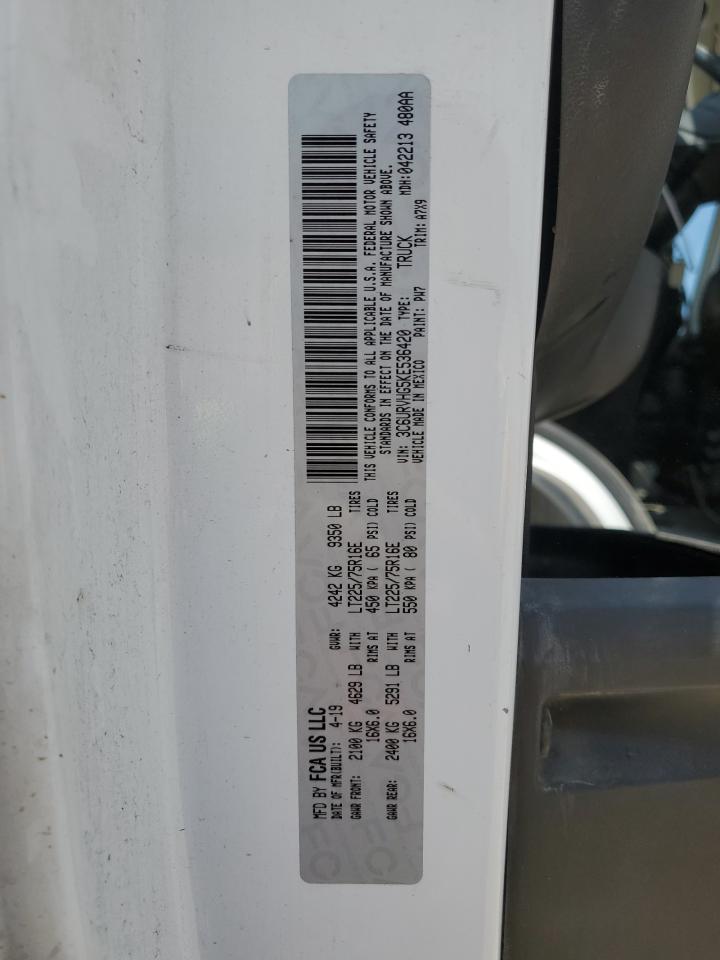 MFD BY FCA US LLC
DATE OF MFR(BUILT): 4-19 GVWR: 4242 KG 9350 LB
GAWR FRONT: 2100 KG 4629 LB WITH LT225/75R16E TIRES
16X6.0 RIMS AT 450 KPA ( 65 PSI) COLD
GAWR REAR: 2400 KG 5291 LB WITH LT225/75R16E TIRES
16X6.0 RIMS AT 550 KPA ( 80 PSI) COLD
THIS VEHICLE CONFORMS TO ALL APPLICABLE U.S.A. FEDERAL MOTOR VEHICLE SAFETY
STANDARDS IN EFFECT ON THE DATE OF MANUFACTURE SHOWN ABOVE.
VIN: 3C6URVHG5KE536420 TYPE: TRUCK MDH:042213 480AA
VEHICLE MADE IN MEXICO PAINT: PW7 TRIM: A7X9